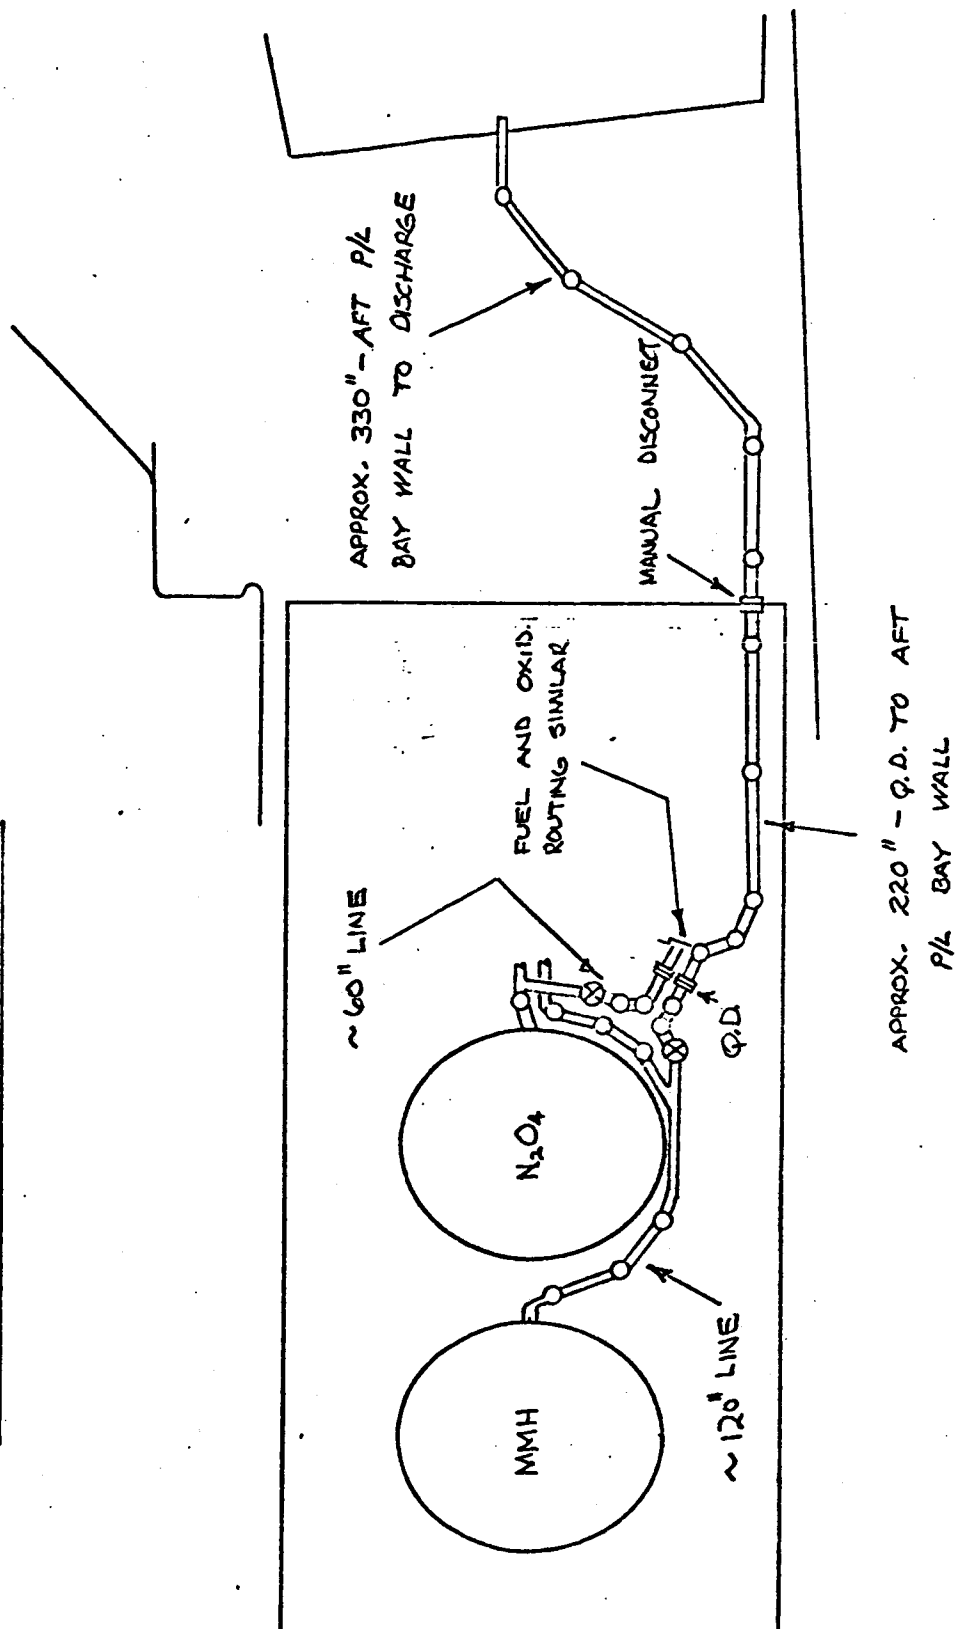 APPROX. 330" - AFT P/L
BAY WALL TO DISCHARGE
MANUAL DISCONNECT
FUEL AND OXID.
ROUTING SIMILAR
~ 60" LINE
Q.D.
N₂O₄
MMH
~ 120" LINE
APPROX. 220" - Q.D. TO AFT
P/L BAY WALL